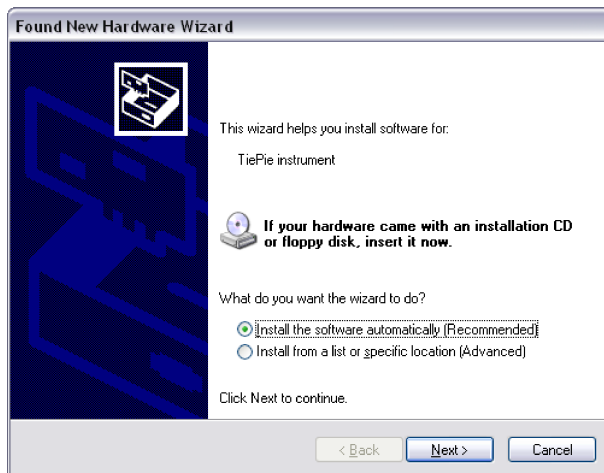 Found New Hardware Wizard
This wizard helps you install software for:
TiePie instrument
If your hardware came with an installation CD
or floppy disk, insert it now.
What do you want the wizard to do?
Install the software automatically (Recommended)
Install from a list or specific location (Advanced)
Click Next to continue.
< Back
Next >
Cancel